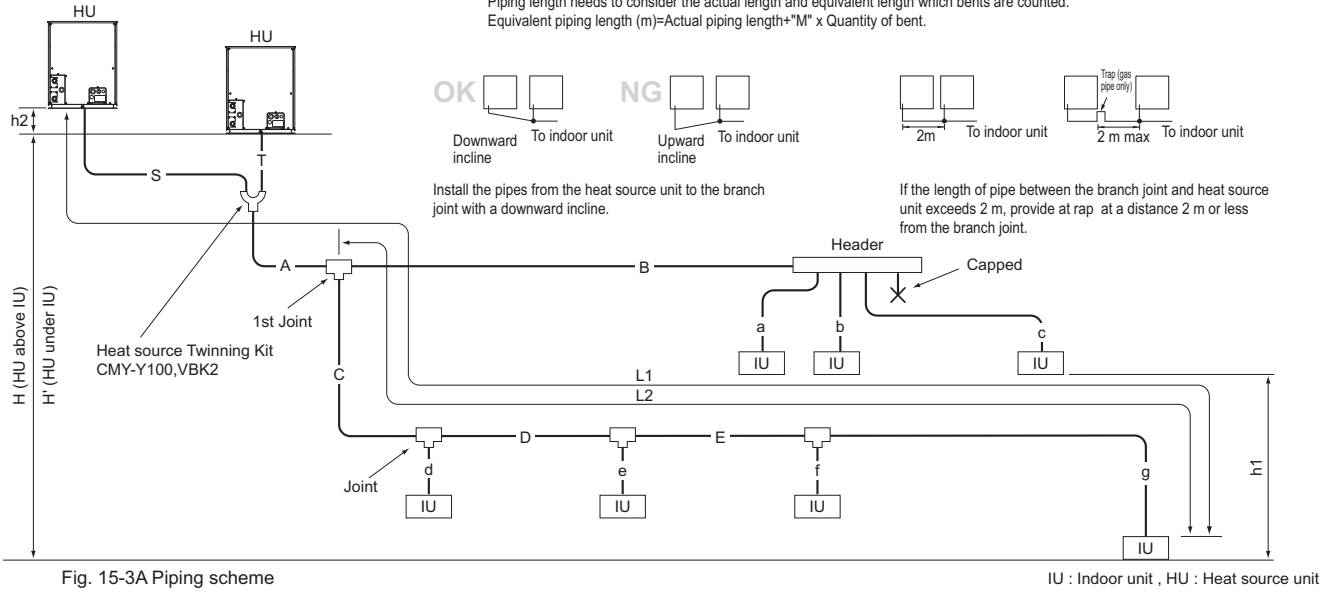 Piping length needs to consider the actual length and equivalent length which bents are counted.
Equivalent piping length (m)=Actual piping length+"M" x Quantity of bent.
HU
HU
h2
OK
NG
Downward
incline
To indoor unit
Upward
incline
To indoor unit
2m
To indoor unit
Trap (gas
pipe only)
2 m max
To indoor unit
Install the pipes from the heat source unit to the branch
joint with a downward incline.
If the length of pipe between the branch joint and heat source
unit exceeds 2 m, provide at rap at a distance 2 m or less
from the branch joint.
S
T
A
B
Header
Capped
1st Joint
Heat source Twinning Kit
CMY-Y100,VBK2
H (HU above IU)
H' (HU under IU)
a
b
c
IU
IU
IU
C
L1
L2
D
E
Joint
d
e
f
g
h1
IU
IU
IU
IU
Fig. 15-3A Piping scheme
IU : Indoor unit , HU : Heat source unit